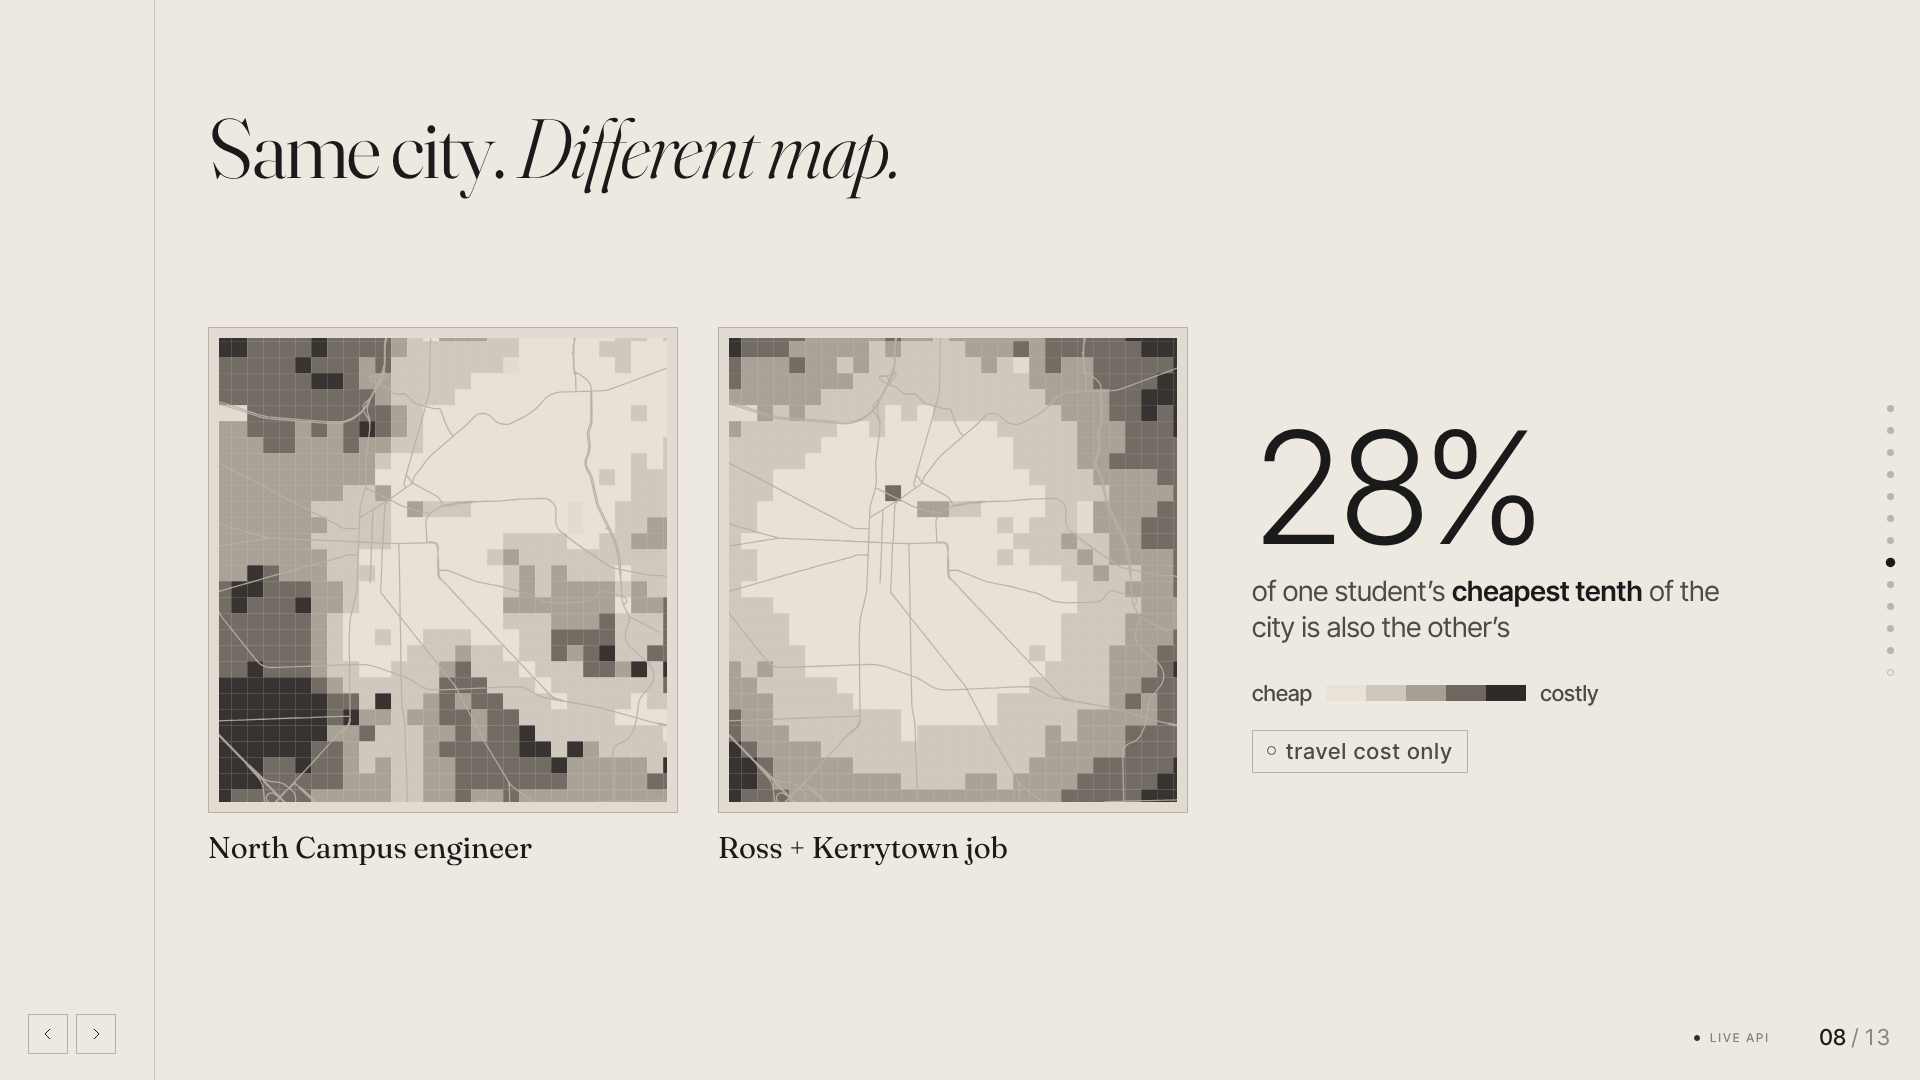 Same city. Different map.
28%
of one student’s cheapest tenth of the
city is also the other’s
cheap costly
travel cost only
North Campus engineer
Ross + Kerrytown job
LIVE API
08 / 13